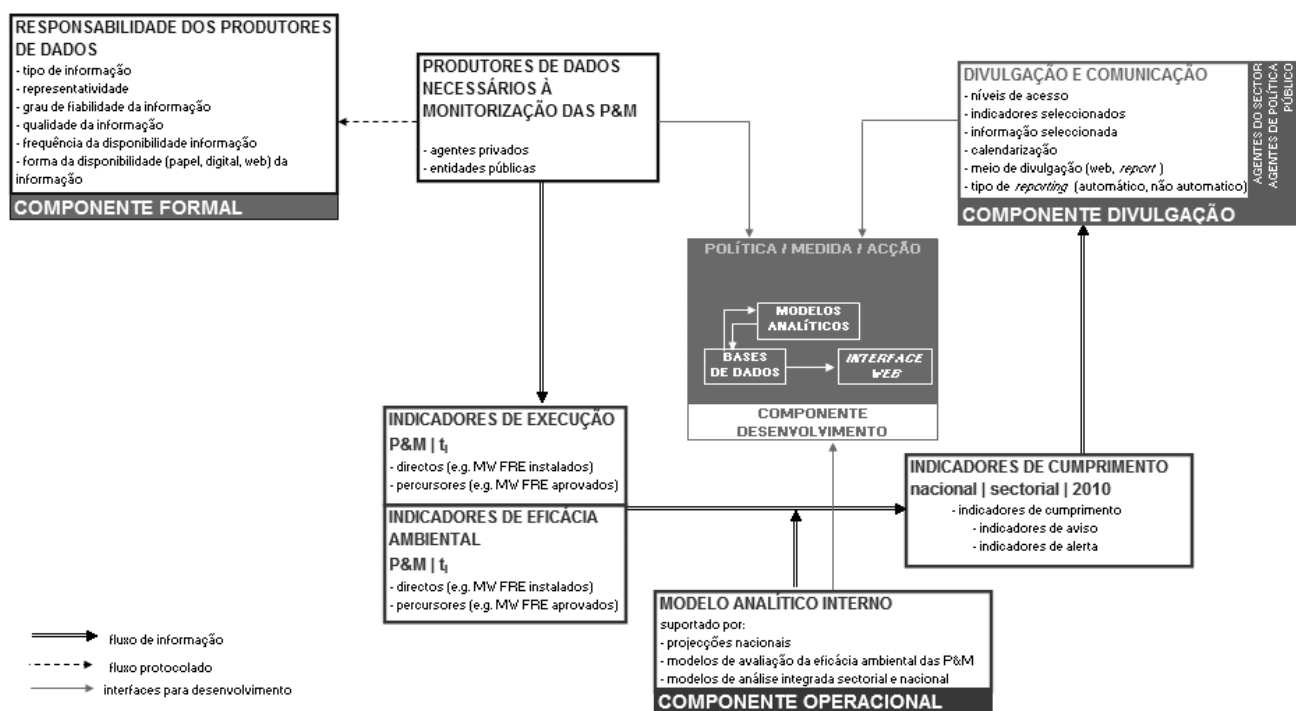 RESPONSABILIDADE DOS PRODUTORES
DE DADOS
- tipo de informação
- representatividade
- grau de fiabilidade da informação
- qualidade da informação
- frequência da disponibilidade informação
- forma da disponibilidade (papel, digital, web) da
informação
COMPONENTE FORMAL
PRODUTORES DE DADOS
NECESSÁRIOS À
MONITORIZAÇÃO DAS P&M
- agentes privados
- entidades públicas
DIVULGAÇÃO E COMUNICAÇÃO
- níveis de acesso
- indicadores seleccionados
- informação seleccionada
- calendarização
- meio de divulgação (web, report )
- tipo de reporting (automático, não automatico)
COMPONENTE DIVULGAÇÃO
AGENTES DO SECTOR
AGENTES DE POLÍTICA
PÚBLICO
POLÍTICA / MEDIDA / ACÇÃO
MODELOS
ANALÍTICOS
BASES
DE DADOS
INTERFACE
WEB
COMPONENTE
DESENVOLVIMENTO
INDICADORES DE EXECUÇÃO
P&M | ti
- directos (e.g. MW FRE instalados)
- percursores (e.g. MW FRE aprovados)
INDICADORES DE EFICÁCIA
AMBIENTAL
P&M | ti
- directos (e.g. MW FRE instalados)
- percursores (e.g. MW FRE aprovados)
INDICADORES DE CUMPRIMENTO
nacional | sectorial | 2010
- indicadores de cumprimento
- indicadores de aviso
- indicadores de alerta
MODELO ANALÍTICO INTERNO
suportado por:
- projecções nacionais
- modelos de avaliação da eficácia ambiental das P&M
- modelos de análise integrada sectorial e nacional
COMPONENTE OPERACIONAL
fluxo de informação
fluxo protocolado
interfaces para desenvolvimento